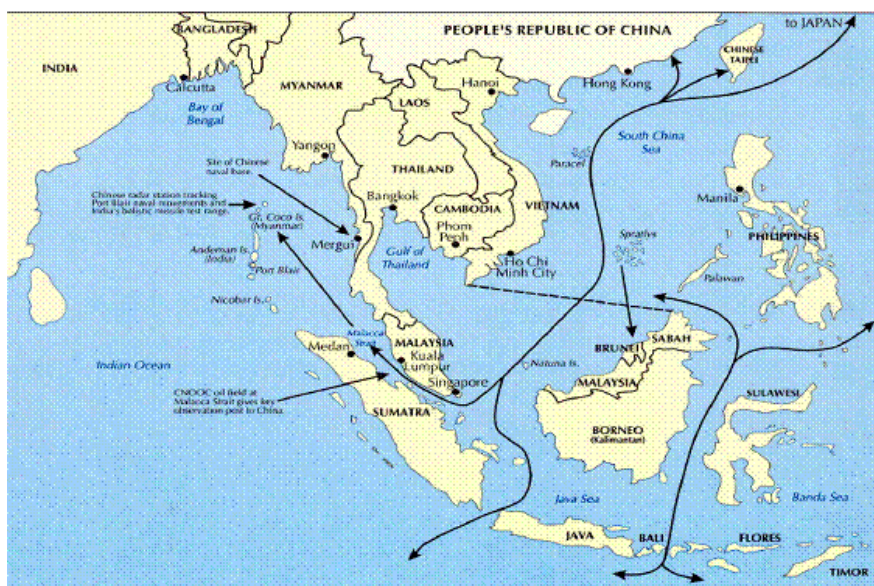 to JAPAN
PEOPLE'S REPUBLIC OF CHINA
BANGLADESH
CHINESE
TAIPEI
INDIA
Calcutta
MYANMAR
Hanoi
Hong Kong
Bay of
Bengal
LAOS
South China
Sea
Yangon
Site of Chinese
naval base.
THAILAND
Paracel
Chinese radar station tracking
Port Blair naval movements and
India's balistic missile test range.
Bangkok
VIETNAM
Manila
Gt. Coco Is.
(Myanmar)
CAMBODIA
Phom
Penh
Mergui
Gulf of
Thailand
Spratlys
PHILIPPINES
Andeman Is.
(India)
Ho Chi
Minh City
Port Blair
Palawan
Nicobar Is.
Malacca
Strait
MALAYSIA
Medan
Kuala
Lumpur
BRUNEI
SABAH
Indian Ocean
Natuna Is.
MALAYSIA
Singapore
CNOOC oil field at
Malacca Strait gives key
observation post to China.
SUMATRA
SULAWESI
BORNEO
(Kalimantan)
Java Sea
Banda Sea
JAVA
BALI
FLORES
TIMOR